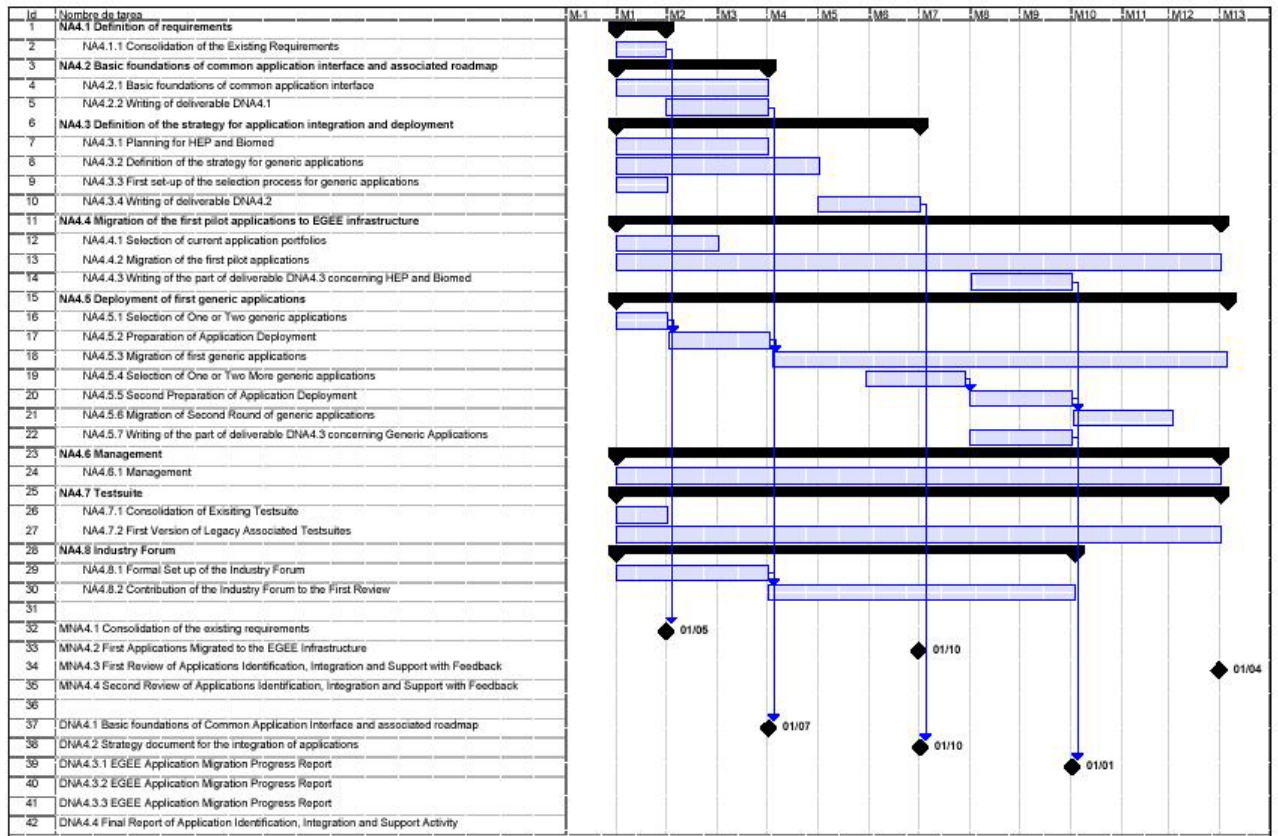 Id Nombre de tarea M-1 M1 M2 M3 M4 M5 M6 M7 M8 M9 M10 M11 M12 M13
1 NA4.1 Definition of requirements
2 NA4.1.1 Consolidation of the Existing Requirements
3 NA4.2 Basic foundations of common application interface and associated roadmap
4 NA4.2.1 Basic foundations of common application interface
5 NA4.2.2 Writing of deliverable DNA4.1
6 NA4.3 Definition of the strategy for application integration and deployment
7 NA4.3.1 Planning for HEP and Biomed
8 NA4.3.2 Definition of the strategy for generic applications
9 NA4.3.3 First set-up of the selection process for generic applications
10 NA4.3.4 Writing of deliverable DNA4.2
11 NA4.4 Migration of the first pilot applications to EGEE infrastructure
12 NA4.4.1 Selection of current application portfolios
13 NA4.4.2 Migration of the first pilot applications
14 NA4.4.3 Writing of the part of deliverable DNA4.3 concerning HEP and Biomed
15 NA4.5 Deployment of first generic applications
16 NA4.5.1 Selection of One or Two generic applications
17 NA4.5.2 Preparation of Application Deployment
18 NA4.5.3 Migration of first generic applications
19 NA4.5.4 Selection of One or Two More generic applications
20 NA4.5.5 Second Preparation of Application Deployment
21 NA4.5.6 Migration of Second Round of generic applications
22 NA4.5.7 Writing of the part of deliverable DNA4.3 concerning Generic Applications
23 NA4.6 Management
24 NA4.6.1 Management
25 NA4.7 Testsuite
26 NA4.7.1 Consolidation of Exisiting Testsuite
27 NA4.7.2 First Version of Legacy Associated Testsuites
28 NA4.8 Industry Forum
29 NA4.8.1 Formal Set up of the Industry Forum
30 NA4.8.2 Contribution of the Industry Forum to the First Review
31
32 MNA4.1 Consolidation of the existing requirements 01/05
33 MNA4.2 First Applications Migrated to the EGEE Infrastructure 01/10
34 MNA4.3 First Review of Applications Identification, Integration and Support with Feedback 01/04
35 MNA4.4 Second Review of Applications Identification, Integration and Support with Feedback
36
37 DNA4.1 Basic foundations of Common Application Interface and associated roadmap 01/07
38 DNA4.2 Strategy document for the integration of applications 01/10
39 DNA4.3.1 EGEE Application Migration Progress Report 01/01
40 DNA4.3.2 EGEE Application Migration Progress Report
41 DNA4.3.3 EGEE Application Migration Progress Report
42 DNA4.4 Final Report of Application Identification, Integration and Support Activity